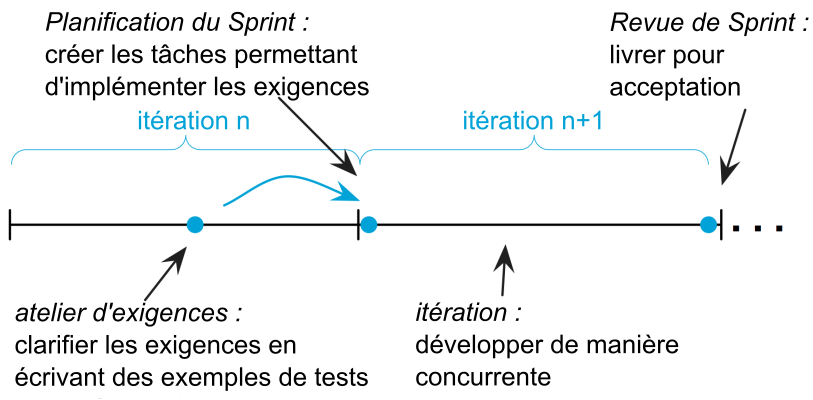 Planification du Sprint :
créer les tâches permettant
d'implémenter les exigences
Revue de Sprint :
livrer pour
acceptation
itération n
itération n+1
. . .
atelier d'exigences :
clarifier les exigences en
écrivant des exemples de tests
itération :
développer de manière
concurrente